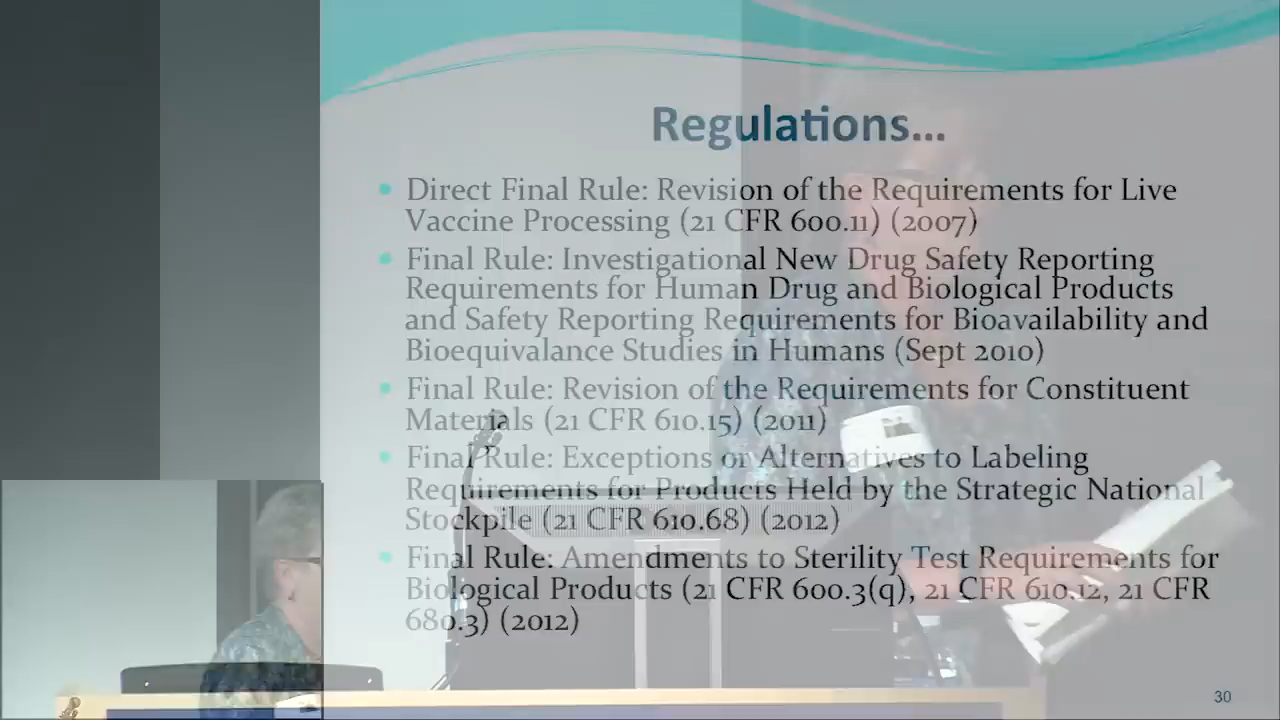 Regulations...
• Direct Final Rule: Revision of the Requirements for Live
Vaccine Processing (21 CFR 600.11) (2007)
• Final Rule: Investigational New Drug Safety Reporting
Requirements for Human Drug and Biological Products
and Safety Reporting Requirements for Bioavailability and
Bioequivalance Studies in Humans (Sept 2010)
• Final Rule: Revision of the Requirements for Constituent
Materials (21 CFR 610.15) (2011)
• Final Rule: Exceptions or Alternatives to Labeling
Requirements for Products Held by the Strategic National
Stockpile (21 CFR 610.68) (2012)
• Final Rule: Amendments to Sterility Test Requirements for
Biological Products (21 CFR 600.3(q), 21 CFR 610.12, 21 CFR
680.3) (2012)
30